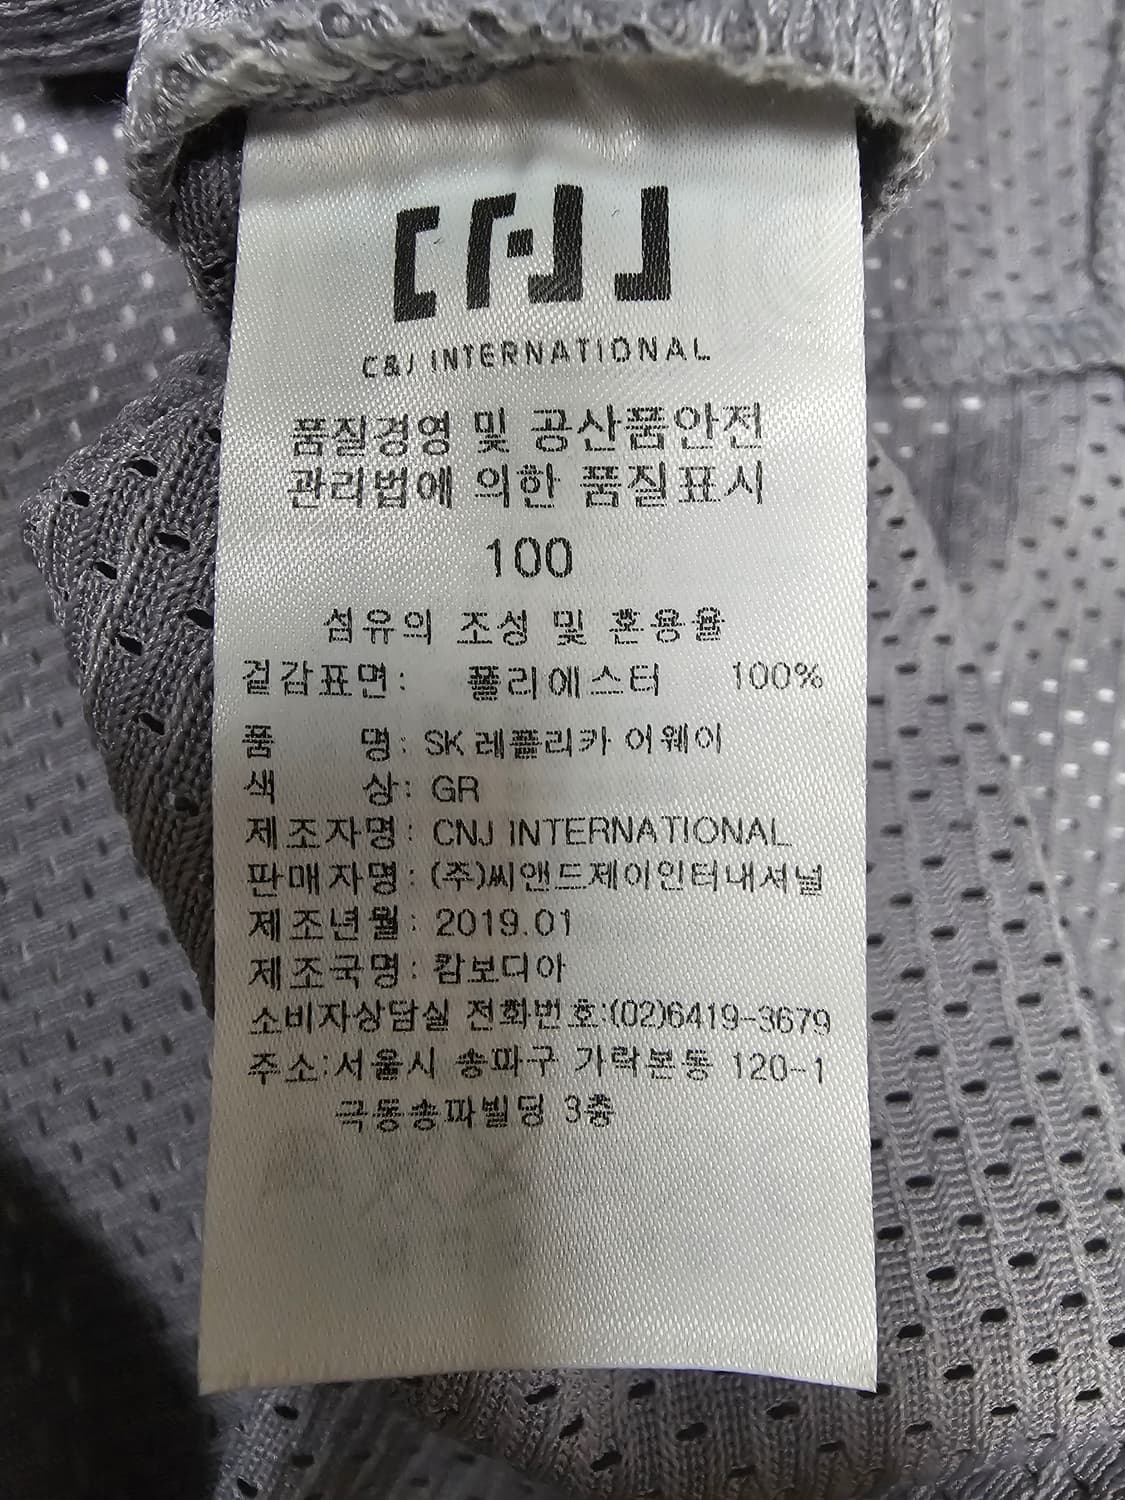 CNJ
C&J INTERNATIONAL
품질경영 및 공산품안전
관리법에 의한 품질표시
100
섬유의 조성 및 혼용율
겉감표면: 폴리에스터 100%
품 명: SK 레플리카 어웨이
색 상: GR
제조자명: CNJ INTERNATIONAL
판매자명: (주)씨앤드제이인터내셔널
제조년월: 2019.01
제조국명: 캄보디아
소비자상담실 전화번호:(02)6419-3679
주소:서울시 송파구 가락본동 120-1
극동송파빌딩 3층